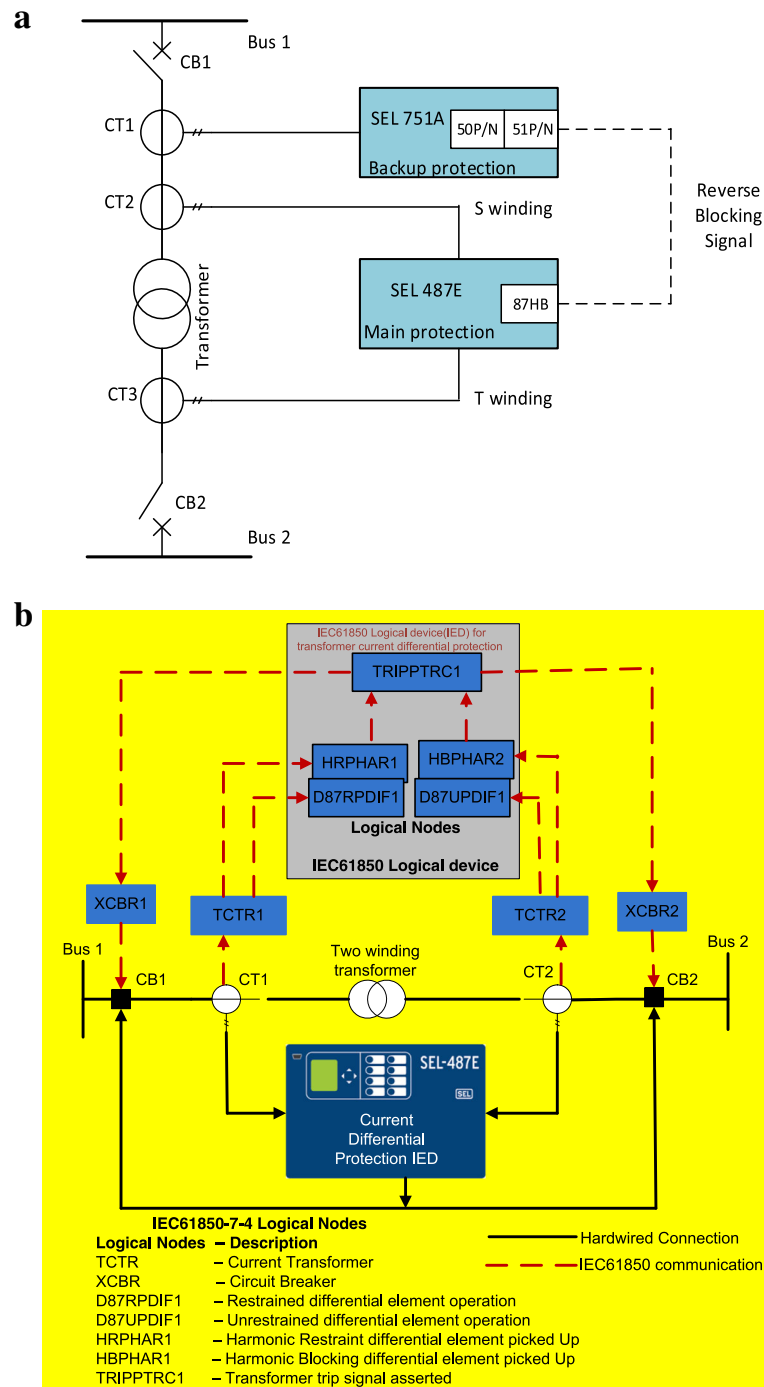 a
Bus 1
CB1
CT1
SEL 751A
50P/N
51P/N
Backup protection
CT2
S winding
Reverse
Blocking
Signal
Transformer
SEL 487E
87HB
Main protection
CT3
T winding
CB2
Bus 2
b
IEC61850 Logical device(IED) for
transformer current differential protection
TRIPPTRC1
HRPHAR1
HBPHAR2
D87RPDIF1
D87UPDIF1
Logical Nodes
IEC61850 Logical device
XCBR1
TCTR1
TCTR2
XCBR2
Bus 1
Two winding
transformer
Bus 2
CB1
CT1
CT2
CB2
SEL-487E
SEL
Current
Differential
Protection IED
IEC61850-7-4 Logical Nodes
Logical Nodes – Description
Hardwired Connection
TCTR – Current Transformer
IEC61850 communication
XCBR – Circuit Breaker
D87RPDIF1 – Restrained differential element operation
D87UPDIF1 – Unrestrained differential element operation
HRPHAR1 – Harmonic Restraint differential element picked Up
HBPHAR1 – Harmonic Blocking differential element picked Up
TRIPPTRC1 – Transformer trip signal asserted